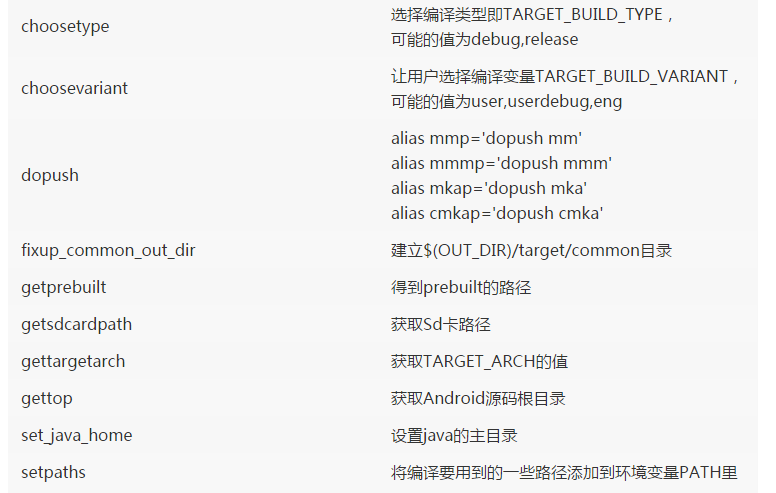 choosetype
选择编译类型即TARGET_BUILD_TYPE，
可能的值为debug,release
choosevariant
让用户选择编译变量TARGET_BUILD_VARIANT，
可能的值为user,userdebug,eng
dopush
alias mmp='dopush mm'
alias mmmp='dopush mmm'
alias mkap='dopush mka'
alias cmkap='dopush cmka'
fixup_common_out_dir
建立$(OUT_DIR)/target/common目录
getprebuilt
得到prebuilt的路径
getsdcardpath
获取Sd卡路径
gettargetarch
获取TARGET_ARCH的值
gettop
获取Android源码根目录
set_java_home
设置java的主目录
setpaths
将编译要用到的一些路径添加到环境变量PATH里